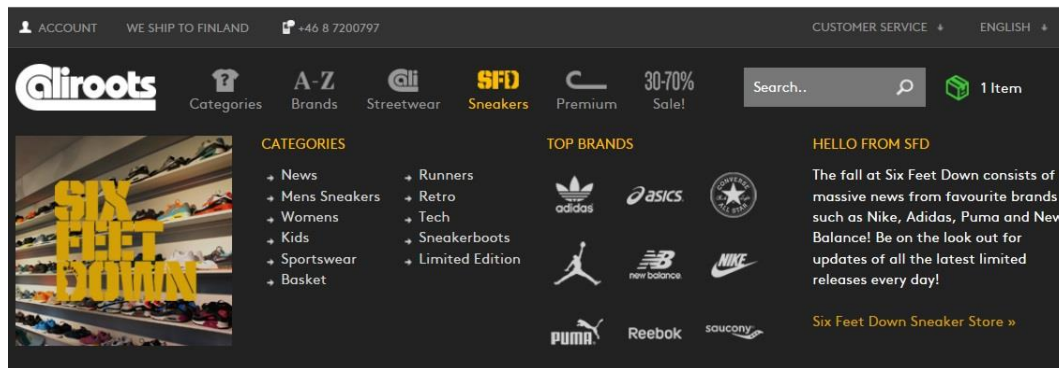 ACCOUNT WE SHIP TO FINLAND +46 8 7200797 CUSTOMER SERVICE ENGLISH
Caliroots
? A-Z Cali SFD 30-70%
Categories Brands Streetwear Sneakers Premium Sale!
Search..
1 Item
SIX
FEET
DOWN
CATEGORIES
News
Mens Sneakers
Womens
Kids
Sportswear
Basket
Runners
Retro
Tech
Sneakerboots
Limited Edition
TOP BRANDS
adidas asics CONVERSE ALL STAR
new balance NIKE
PUMA Reebok saucony
HELLO FROM SFD
The fall at Six Feet Down consists of
massive news from favourite brands
such as Nike, Adidas, Puma and New
Balance! Be on the look out for
updates of all the latest limited
releases every day!
Six Feet Down Sneaker Store »